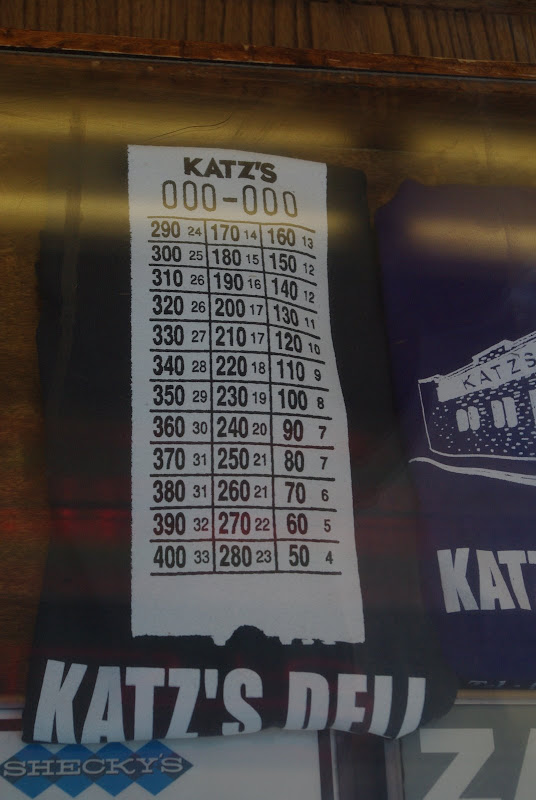 KATZ'S
000-000
290 24 170 14 160 13
300 25 180 15 150 12
310 26 190 16 140 12
320 26 200 17 130 11
330 27 210 17 120 10
340 28 220 18 110 9
350 29 230 19 100 8
360 30 240 20 90 7
370 31 250 21 80 7
380 31 260 21 70 6
390 32 270 22 60 5
400 33 280 23 50 4
KATZ'S DELI
KATZ'S
KAT
SHECKY'S
ZA